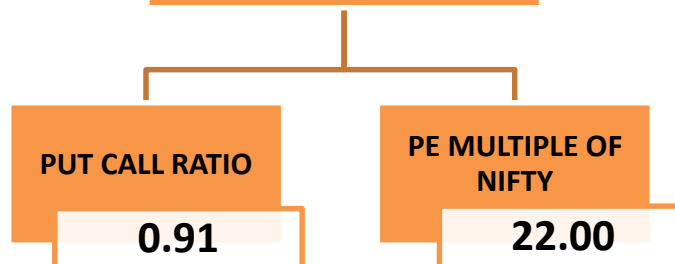 PUT CALL RATIO
0.91
PE MULTIPLE OF
NIFTY
22.00